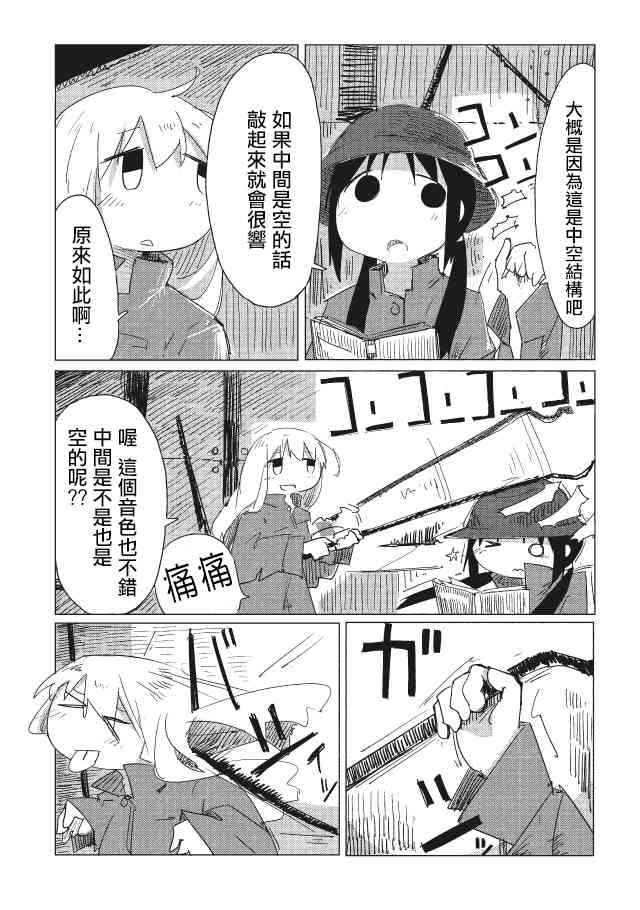 大概是因為這是中空結構吧
コンコン
如果中間是空的話
敲起來就會很響
原來如此啊…
コンコンコンコン
喔 這個音色也不錯
中間是不是也是
空的呢??
痛痛
ガ
ガーン